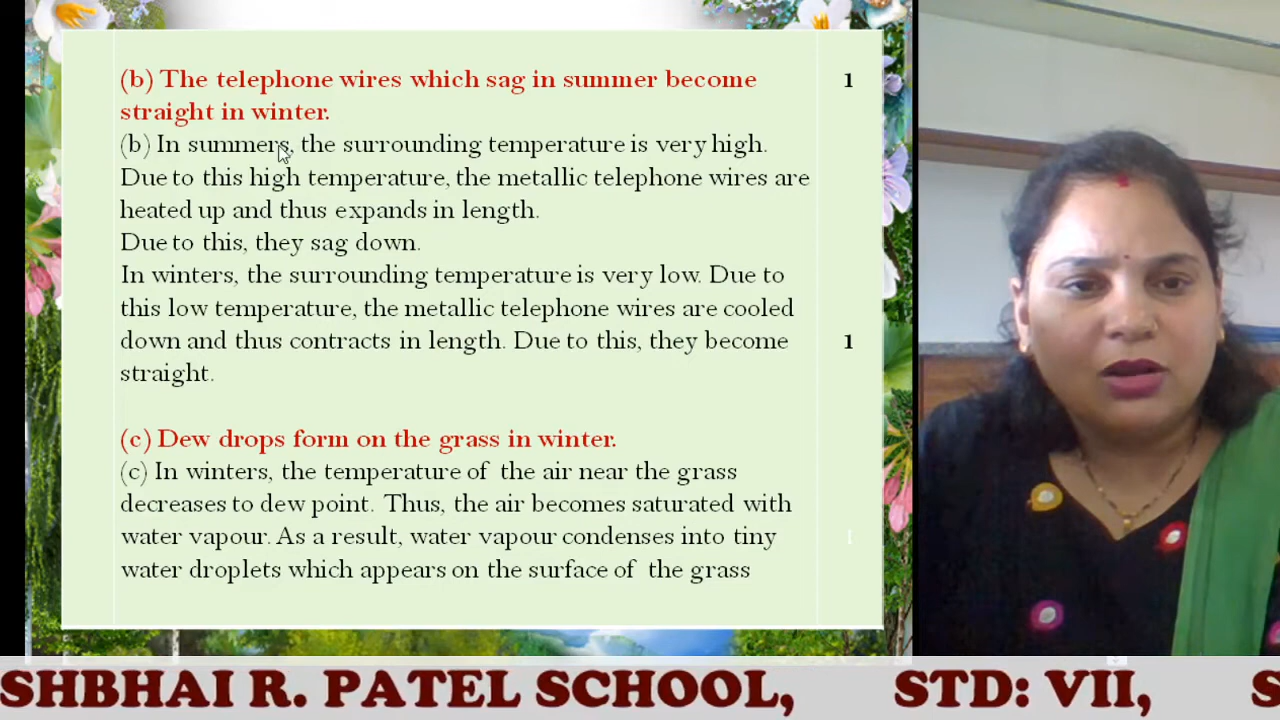 (b) The telephone wires which sag in summer become
1
straight in winter.
(b) In summers, the surrounding temperature is very high.
Due to this high temperature, the metallic telephone wires are
heated up and thus expands in length.
Due to this, they sag down.
In winters, the surrounding temperature is very low. Due to
this low temperature, the metallic telephone wires are cooled
down and thus contracts in length. Due to this, they become
1
straight.
(c) Dew drops form on the grass in winter.
(c) In winters, the temperature of the air near the grass
decreases to dew point. Thus, the air becomes saturated with
water vapour. As a result, water vapour condenses into tiny
1
water droplets which appears on the surface of the grass
SHBHAI R. PATEL SCHOOL, STD: VII, S